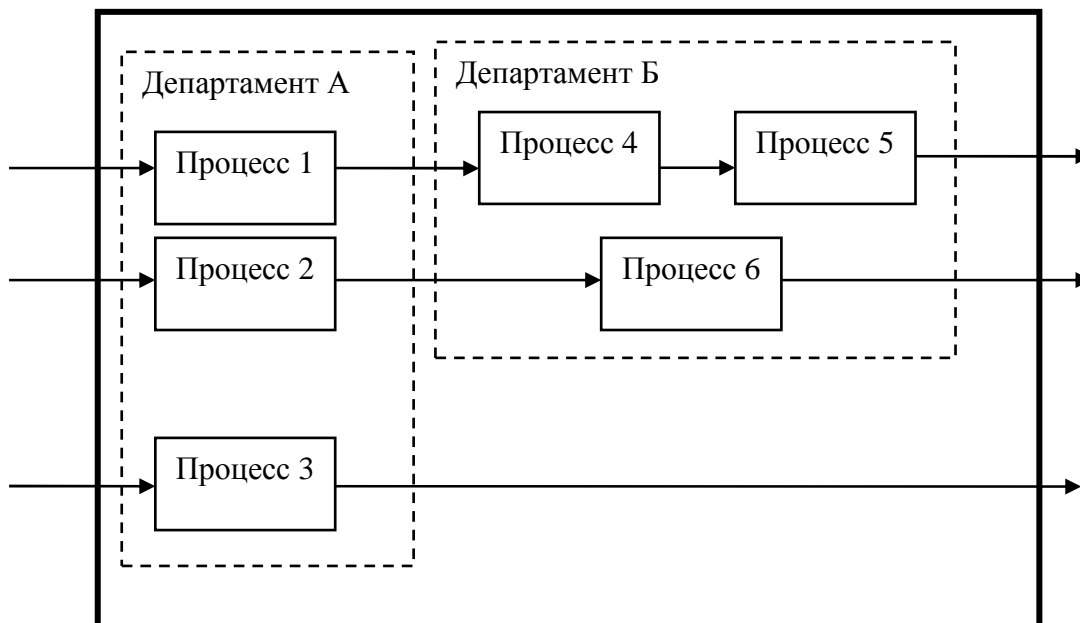 Департамент А
Департамент Б
Процесс 1
Процесс 4
Процесс 5
Процесс 2
Процесс 6
Процесс 3